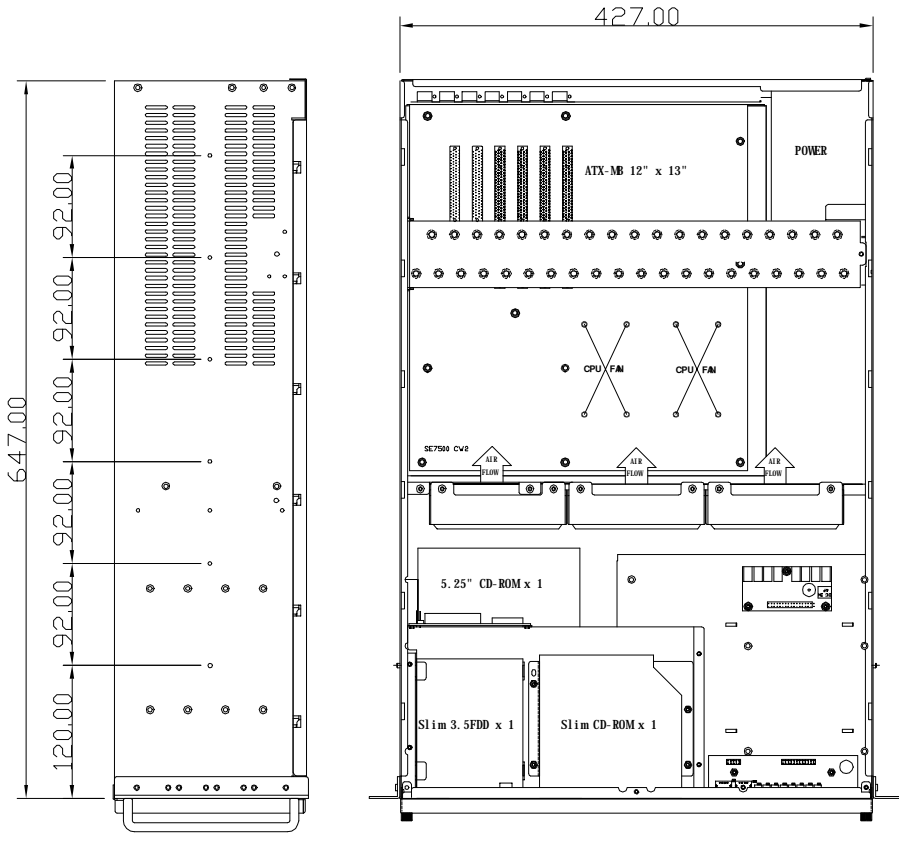 427.00
POWER
ATX-MB 12" x 13"
92.00
92.00
92.00
92.00
92.00
120.00
647.00
CPU FAN
CPU FAN
SE7500 CW2
AIR
FLOW
AIR
FLOW
AIR
FLOW
5.25" CD-ROM x 1
Slim 3.5FDD x 1
Slim CD-ROM x 1